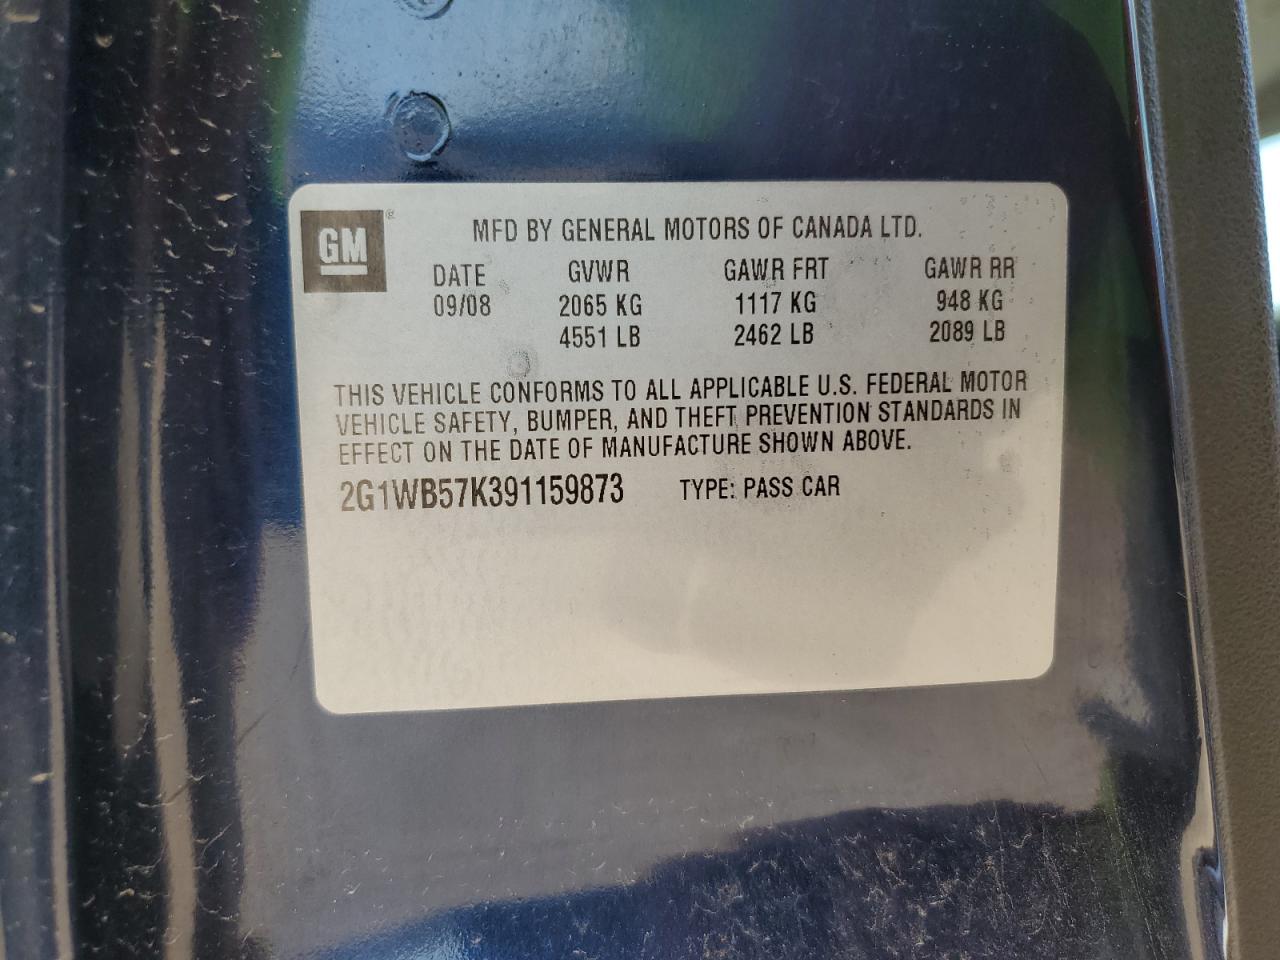 GM®
MFD BY GENERAL MOTORS OF CANADA LTD.
DATE GVWR GAWR FRT GAWR RR
09/08 2065 KG 1117 KG 948 KG
4551 LB 2462 LB 2089 LB
THIS VEHICLE CONFORMS TO ALL APPLICABLE U.S. FEDERAL MOTOR
VEHICLE SAFETY, BUMPER, AND THEFT PREVENTION STANDARDS IN
EFFECT ON THE DATE OF MANUFACTURE SHOWN ABOVE.
2G1WB57K391159873 TYPE: PASS CAR